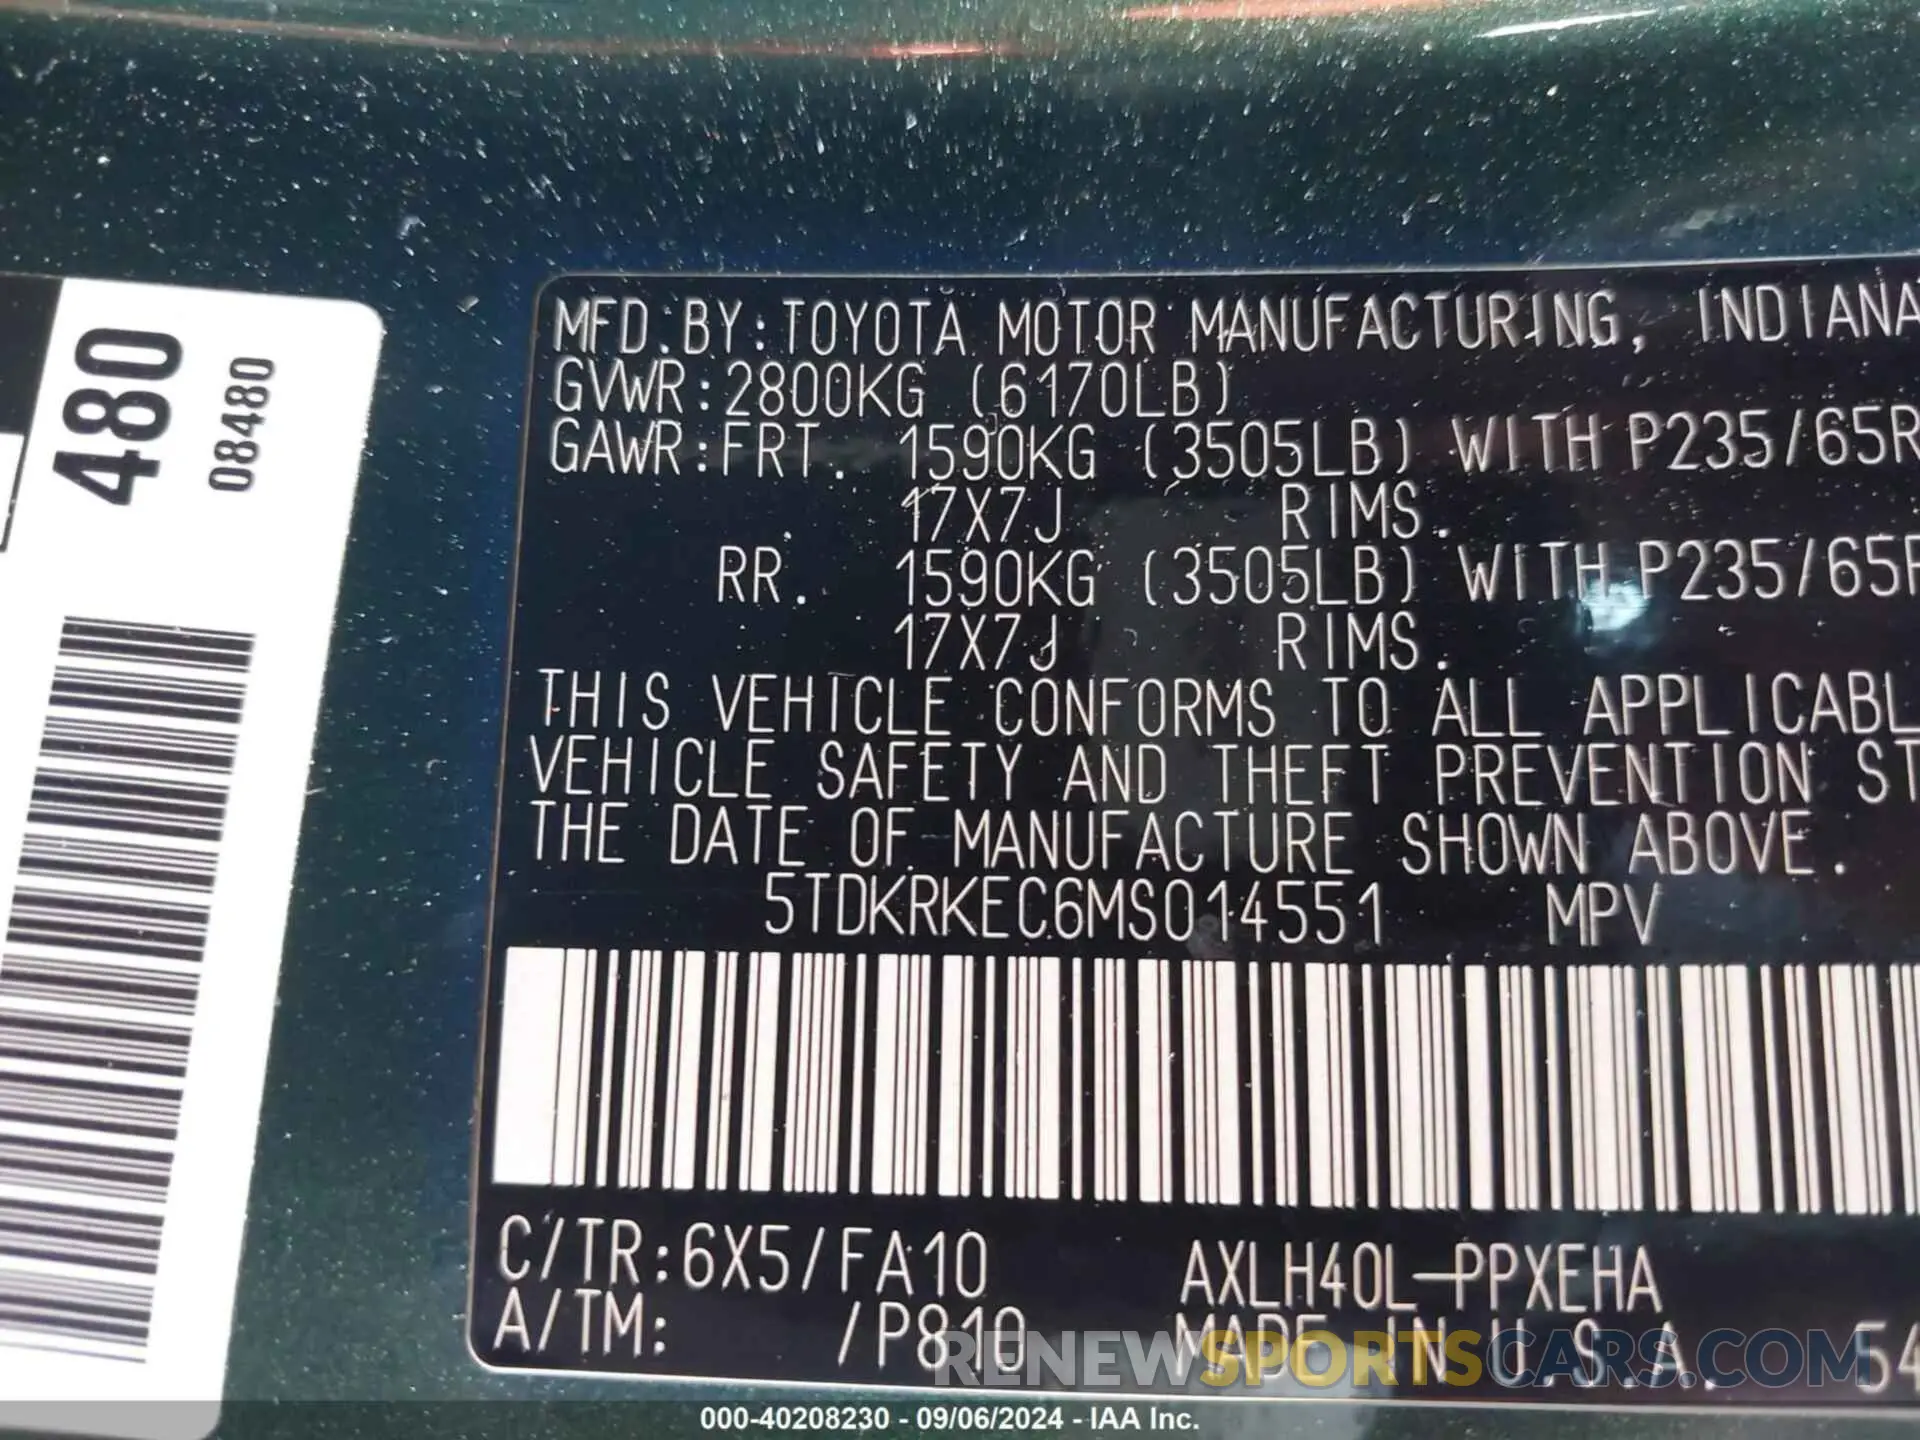 480
08480
MFD.BY:TOYOTA MOTOR MANUFACTURING, INDIANA
GVWR:2800KG (6170LB)
GAWR:FRT. 1590KG (3505LB) WITH P235/65R
17X7J RIMS.
RR. 1590KG (3505LB) WITH P235/65R
17X7J RIMS.
THIS VEHICLE CONFORMS TO ALL APPLICABL
VEHICLE SAFETY AND THEFT PREVENTION ST
THE DATE OF MANUFACTURE SHOWN ABOVE.
5TDKRKEC6MS014551 MPV
C/TR:6X5/FA10 AXLH40L-PPXEHA
A/TM: /P810 MADE IN U.S.A. 54
RENEWSPORTSCARS.COM
000-40208230 - 09/06/2024 - IAA Inc.